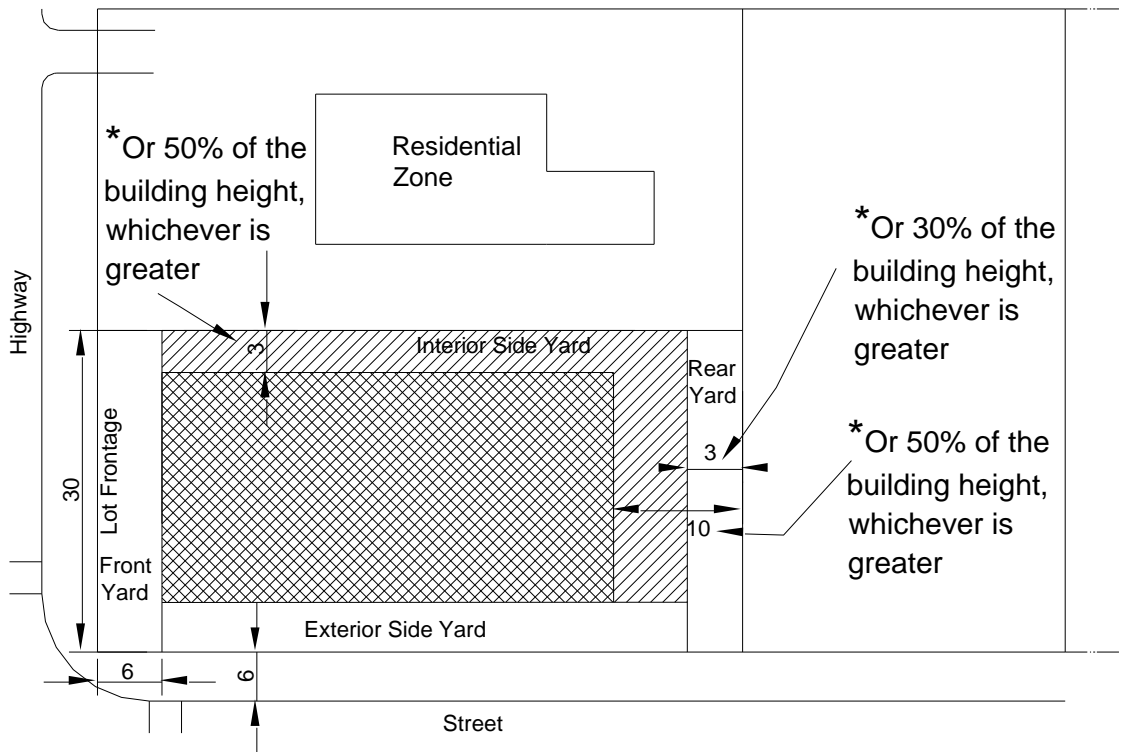 *Or 50% of the
building height,
whichever is
greater
Residential
Zone
*Or 30% of the
building height,
whichever is
greater
Highway
3
Interior Side Yard
Rear
Yard
Lot Frontage
30
3
*Or 50% of the
building height,
whichever is
greater
10
Front
Yard
Exterior Side Yard
6
6
Street